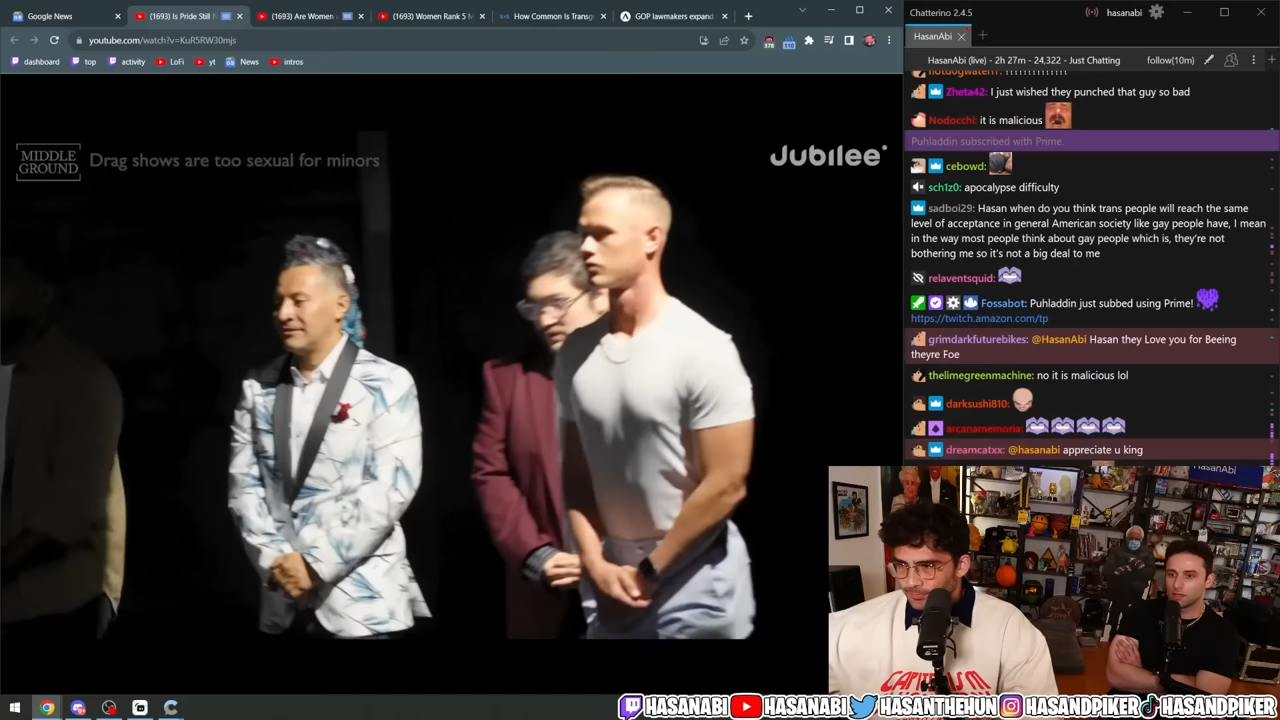 Google News
(1693) Is Pride Still N
(1693) Are Women a
(1693) Women Rank 5 M
How Common Is Transg
GOP lawmakers expand
youtube.com/watch?v=KuR5RW30mjs
378
110
dashboard
top
activity
LoFi
yt
News
intros
MIDDLE
GROUND
Drag shows are too sexual for minors
Jubilee
Chatterino 2.4.5
hasanabi
HasanAbi
HasanAbi (live) - 2h 27m - 24,322 - Just Chatting
follow(10m)
Zheta42: I just wished they punched that guy so bad
Nodocchi: it is malicious
Puhladdin subscribed with Prime.
cebowd:
sch1z0: apocalypse difficulty
sadboi29: Hasan when do you think trans people will reach the same
level of acceptance in general American society like gay people have, I mean
in the way most people think about gay people which is, they're not
bothering me so it's not a big deal to me
relaventsquid:
Fossabot: Puhladdin just subbed using Prime!
https://twitch.amazon.com/tp
grimdarkfuturebikes: @HasanAbi Hasan they Love you for Beeing
theyre Foe
thelimegreenmachine: no it is malicious lol
darksushi810:
arcanamemoria:
dreamcatxx: @hasanabi appreciate u king
HasanAbi
CAPITALISM
HASANABI
HASANABI
HASANTHEHUN
HASANDPIKER
HASANDPIKER